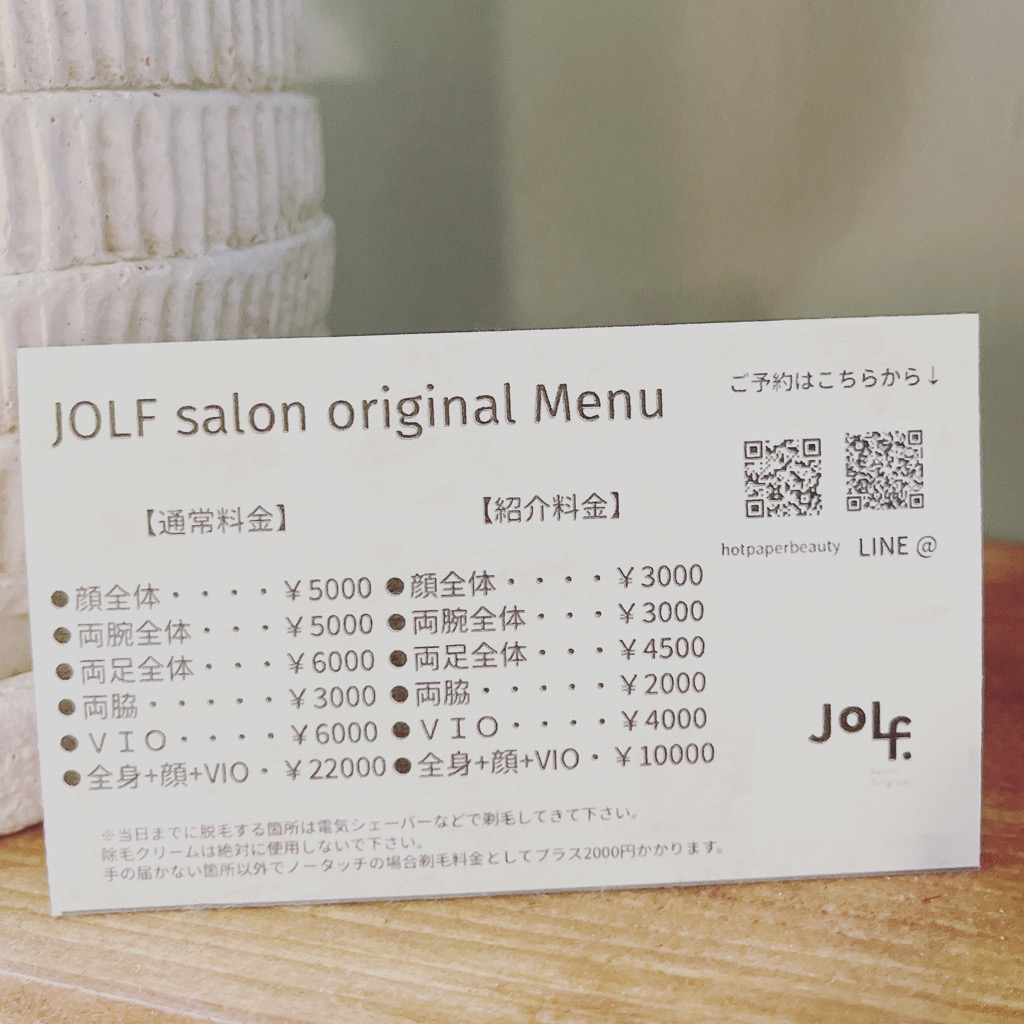 JOLF salon original Menu
ご予約はこちらから↓
hotpaperbeauty
LINE @
【通常料金】
●顔全体・・・・¥5000
●両腕全体・・・¥5000
●両足全体・・・¥6000
●両脇・・・・・¥3000
●ＶＩＯ・・・・¥6000
●全身+顔+VIO・¥22000
【紹介料金】
●顔全体・・・・¥3000
●両腕全体・・・¥3000
●両足全体・・・¥4500
●両脇・・・・・¥2000
●ＶＩＯ・・・・¥4000
●全身+顔+VIO・¥10000
JOLF.
Salon
Original
※当日までに脱毛する箇所は電気シェーバーなどで剃毛してきて下さい。
除毛クリームは絶対に使用しないで下さい。
手の届かない箇所以外でノータッチの場合剃毛料金としてプラス2000円かかります。